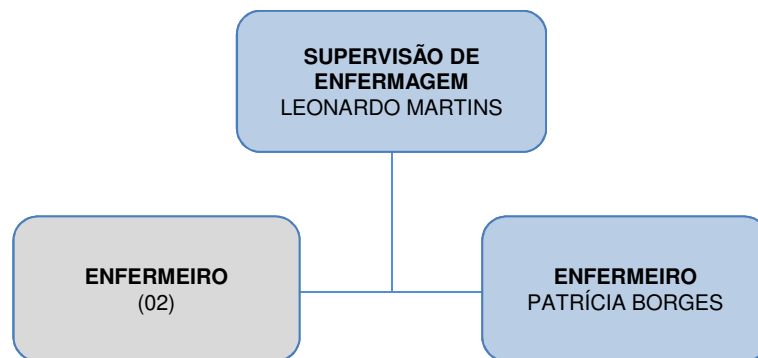 SUPERVISÃO DE
ENFERMAGEM
LEONARDO MARTINS
ENFERMEIRO
(02)
ENFERMEIRO
PATRÍCIA BORGES